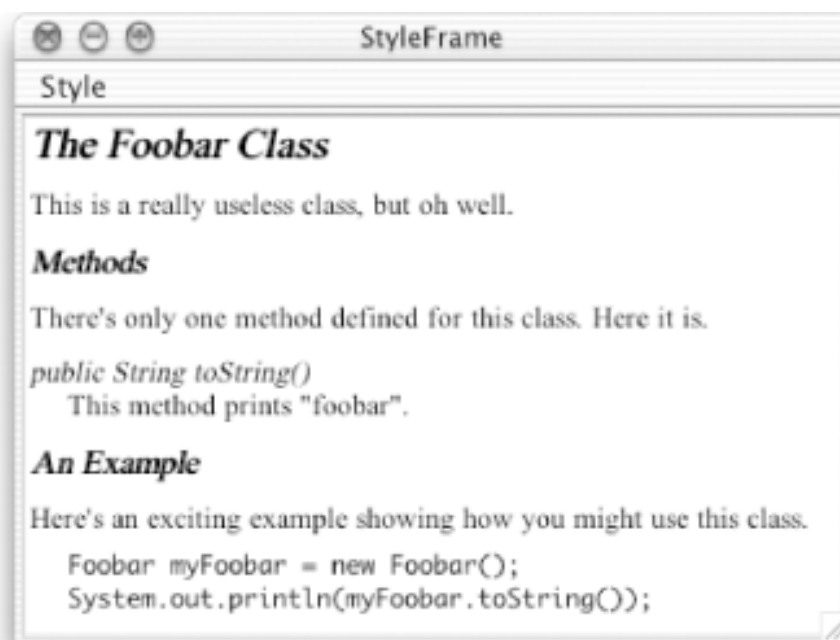 StyleFrame
Style
The Foobar Class
This is a really useless class, but oh well.
Methods
There's only one method defined for this class. Here it is.
public String toString()
This method prints "foobar".
An Example
Here's an exciting example showing how you might use this class.
Foobar myFoobar = new Foobar();
System.out.println(myFoobar.toString());